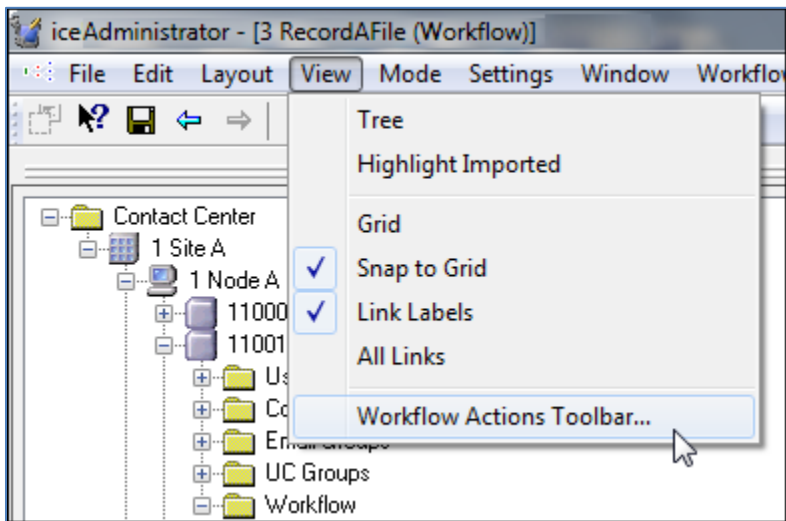 iceAdministrator - [3 RecordAFile (Workflow)]
File Edit Layout View Mode Settings Window
Tree
Highlight Imported
Contact Center
Grid
1 Site A
Snap to Grid
1 Node A
11000
Link Labels
11001
All Links
Workflow Actions Toolbar...
UC Groups
Workflow